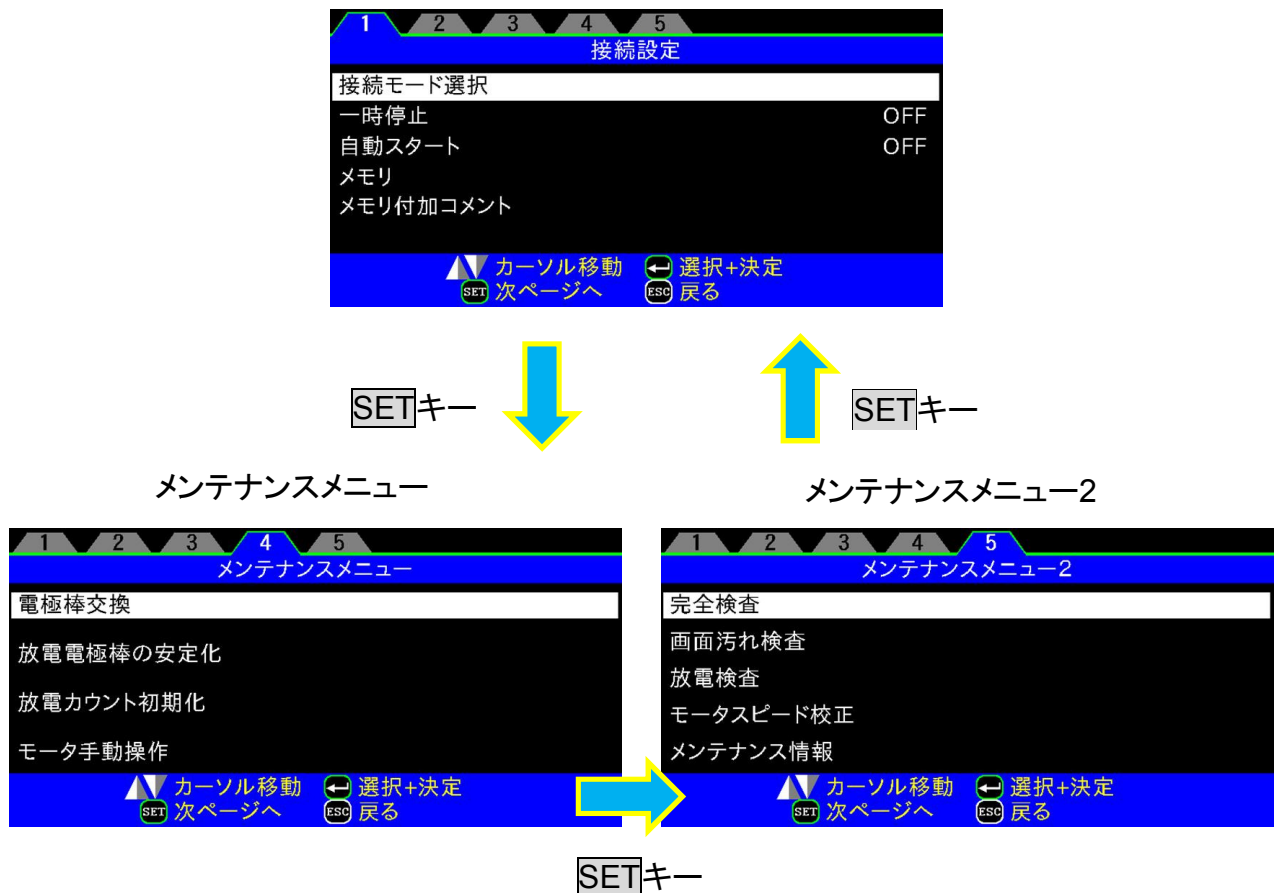 1 2 3 4 5
接続設定
接続モード選択
一時停止 OFF
自動スタート OFF
メモリ
メモリ付加コメント
カーソル移動 選択+決定
SET 次ページへ ESC 戻る
SETキー
SETキー
メンテナンスメニュー
1 2 3 4 5
メンテナンスメニュー
電極棒交換
放電電極棒の安定化
放電カウント初期化
モータ手動操作
カーソル移動 選択+決定
SET 次ページへ ESC 戻る
メンテナンスメニュー2
1 2 3 4 5
メンテナンスメニュー2
完全検査
画面汚れ検査
放電検査
モータスピード校正
メンテナンス情報
カーソル移動 選択+決定
SET 次ページへ ESC 戻る
SETキー